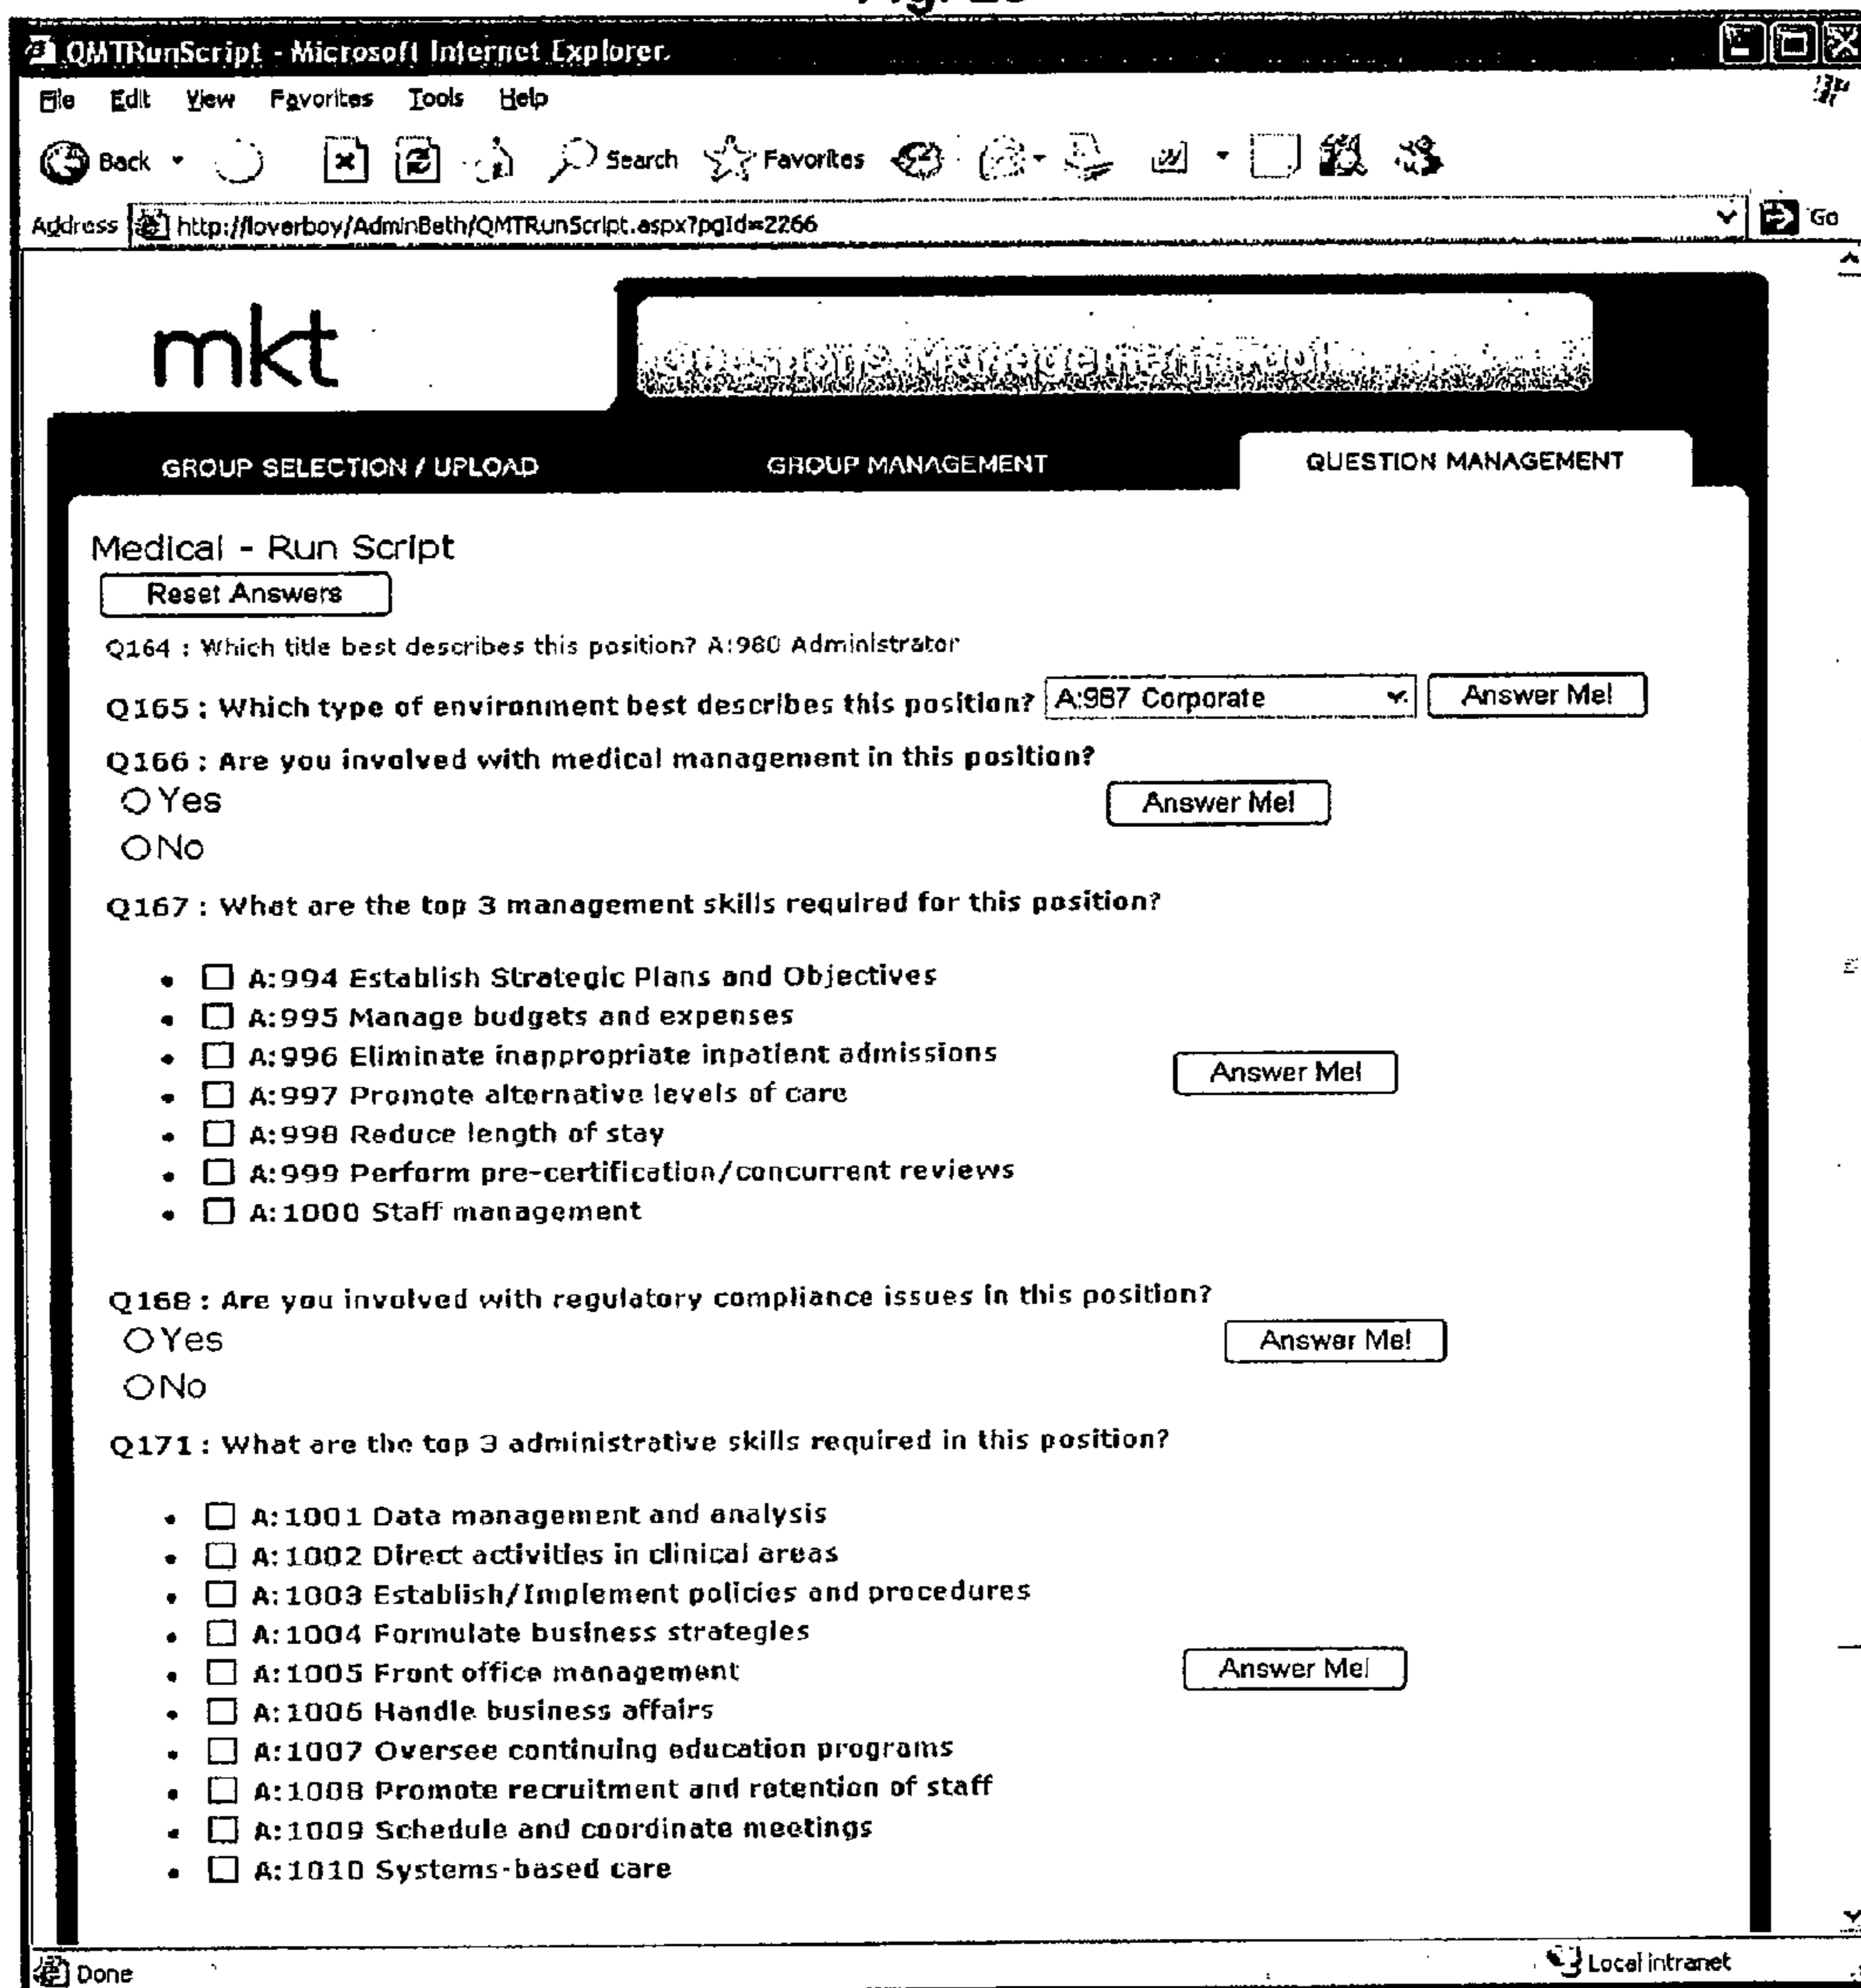 QMTRunScript - Microsoft Internet Explorer
File Edit View Favorites Tools Help
Back Search Favorites
Address http://loverboy/AdminBeth/QMTRunScript.aspx?pgId=2266 Go
mkt
Questions Management Tool
GROUP SELECTION / UPLOAD GROUP MANAGEMENT QUESTION MANAGEMENT
Medical - Run Script
Reset Answers
Q164 : Which title best describes this position? A:980 Administrator
Q165 : Which type of environment best describes this position? A:987 Corporate Answer Me!
Q166 : Are you involved with medical management in this position?
Yes Answer Me!
No
Q167 : What are the top 3 management skills required for this position?
• A:994 Establish Strategic Plans and Objectives
• A:995 Manage budgets and expenses
• A:996 Eliminate inappropriate inpatient admissions
Answer Me!
• A:997 Promote alternative levels of care
• A:998 Reduce length of stay
• A:999 Perform pre-certification/concurrent reviews
• A:1000 Staff management
Q168 : Are you involved with regulatory compliance issues in this position?
Yes Answer Me!
No
Q171 : What are the top 3 administrative skills required in this position?
• A:1001 Data management and analysis
• A:1002 Direct activities in clinical areas
• A:1003 Establish/Implement policies and procedures
• A:1004 Formulate business strategies
• A:1005 Front office management Answer Me!
• A:1006 Handle business affairs
• A:1007 Oversee continuing education programs
• A:1008 Promote recruitment and retention of staff
• A:1009 Schedule and coordinate meetings
• A:1010 Systems-based care
Done Local intranet